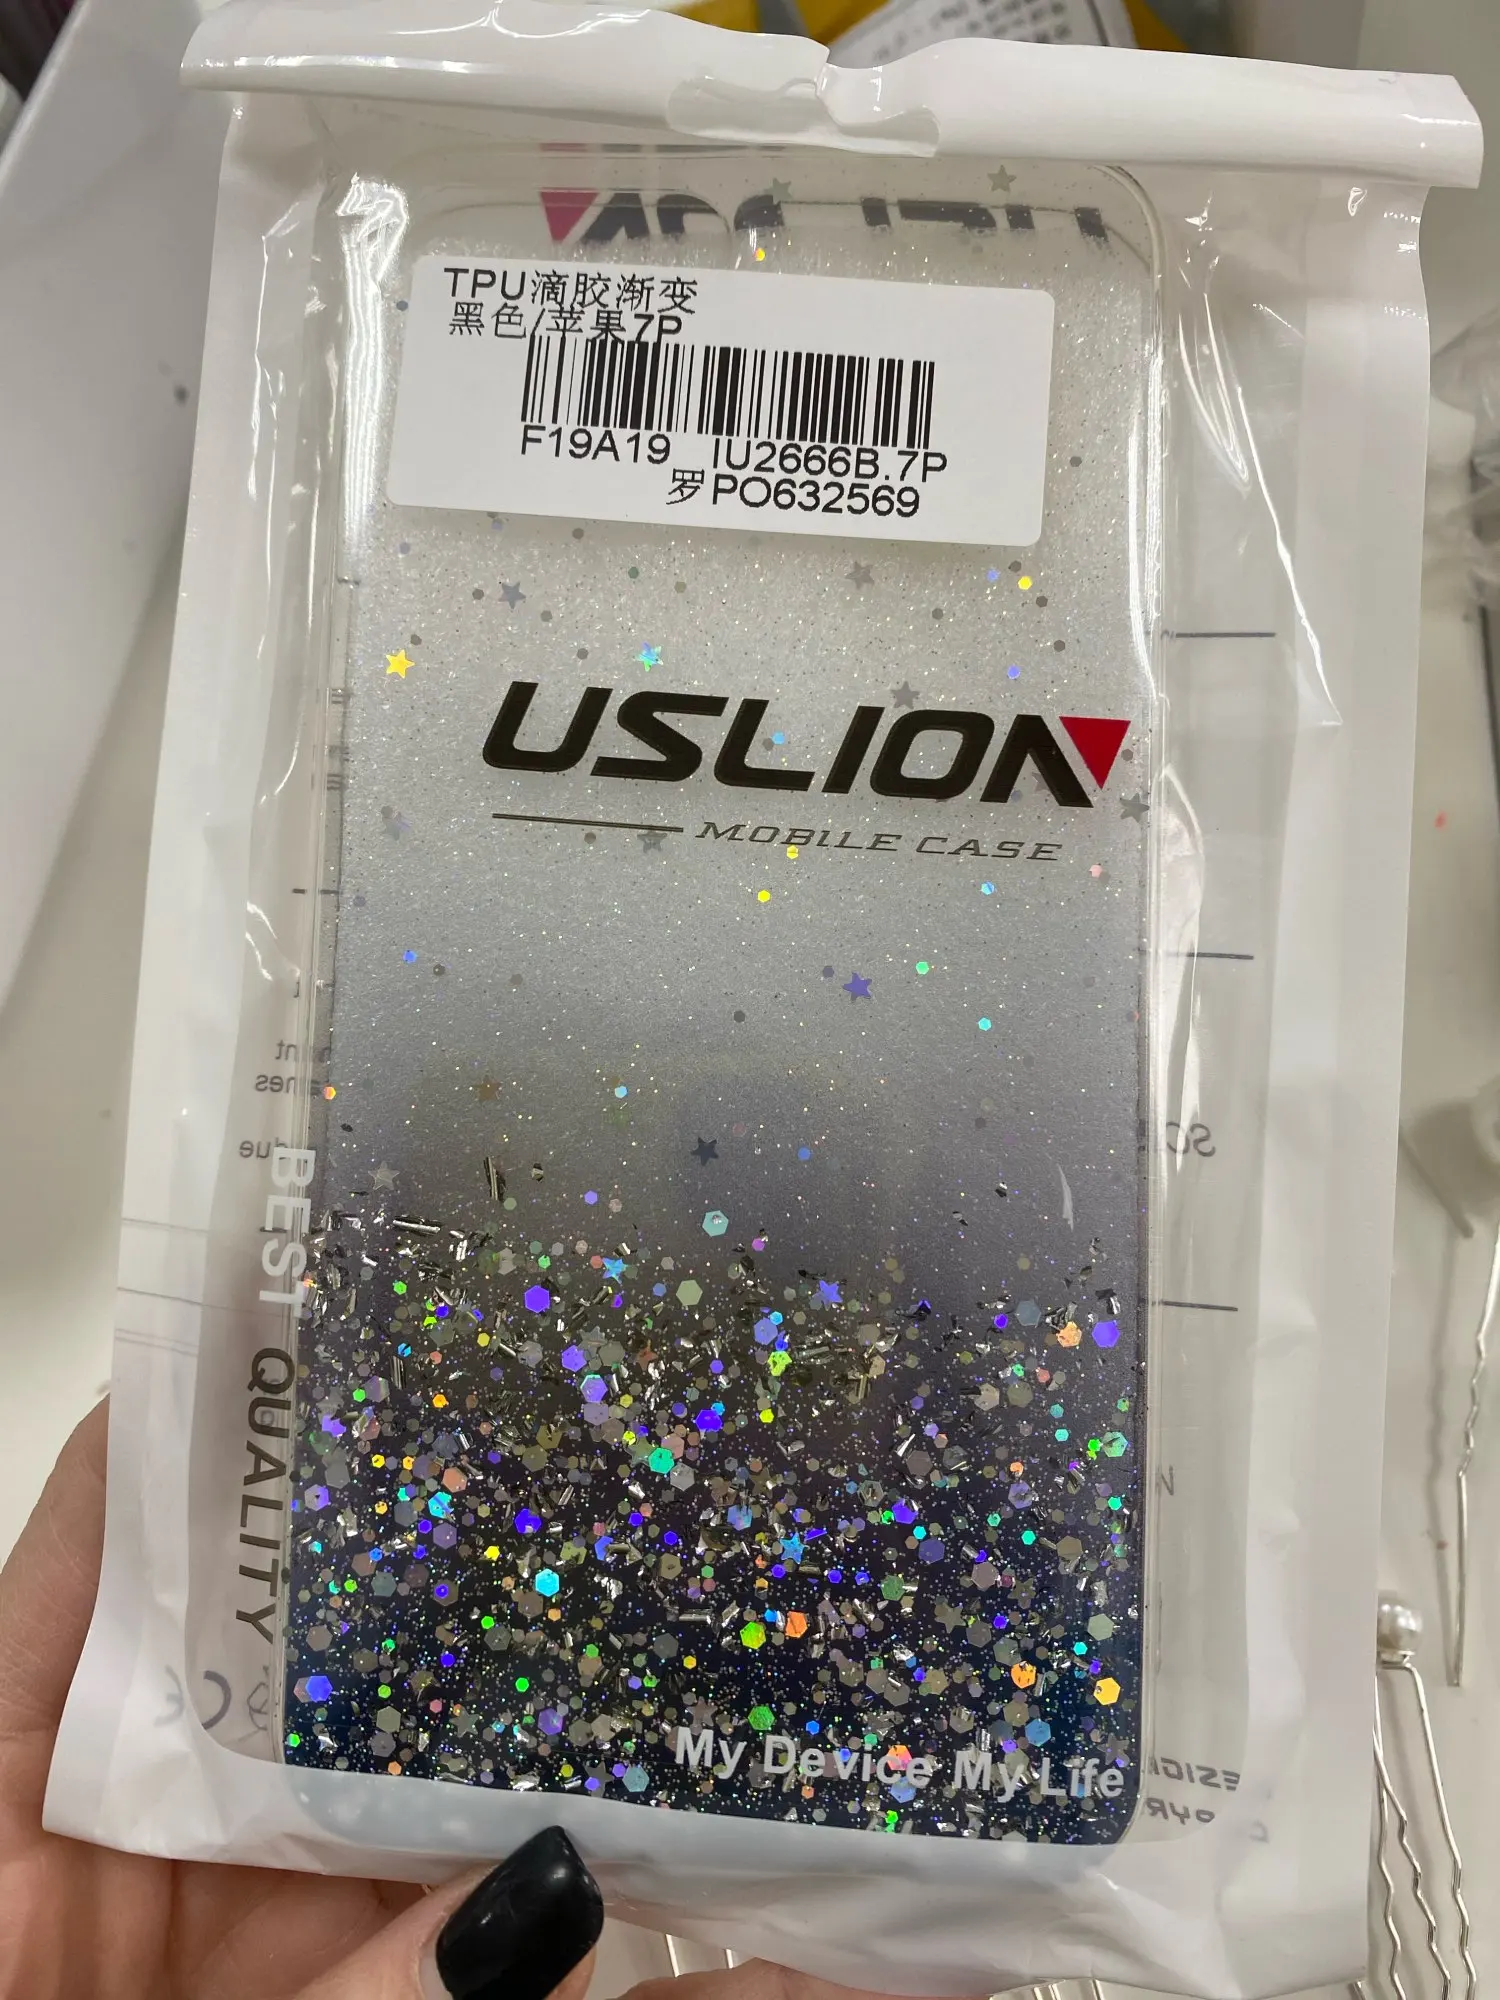 TPU滴胶渐变
黑色/苹果7P
F19A19 IU2666B.7P
罗PO632569
USLION
MOBILE CASE
BEST QUALITY
My Device My Life